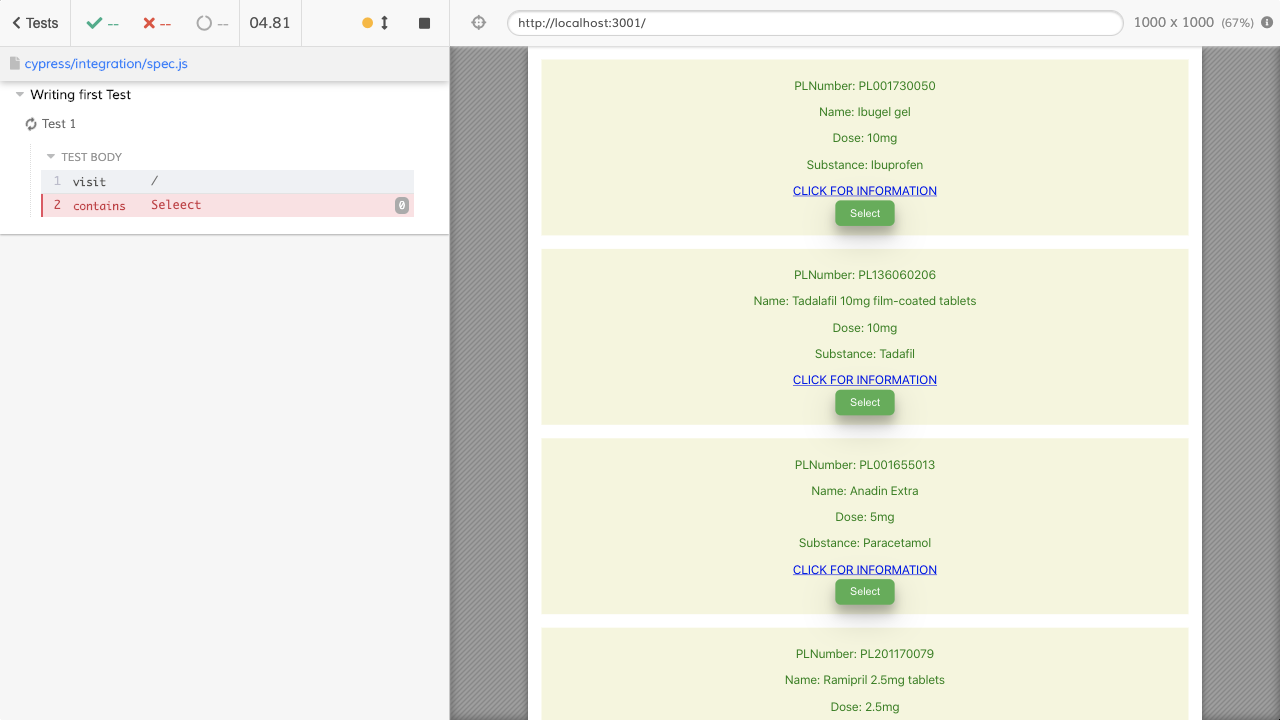 Tests
--
--
--
04.81
http://localhost:3001/
1000 x 1000 (67%)
cypress/integration/spec.js
Writing first Test
Test 1
TEST BODY
1 visit /
2 contains Seleect 0
PLNumber: PL001730050
Name: Ibugel gel
Dose: 10mg
Substance: Ibuprofen
CLICK FOR INFORMATION
Select
PLNumber: PL136060206
Name: Tadalafil 10mg film-coated tablets
Dose: 10mg
Substance: Tadafil
CLICK FOR INFORMATION
Select
PLNumber: PL001655013
Name: Anadin Extra
Dose: 5mg
Substance: Paracetamol
CLICK FOR INFORMATION
Select
PLNumber: PL201170079
Name: Ramipril 2.5mg tablets
Dose: 2.5mg